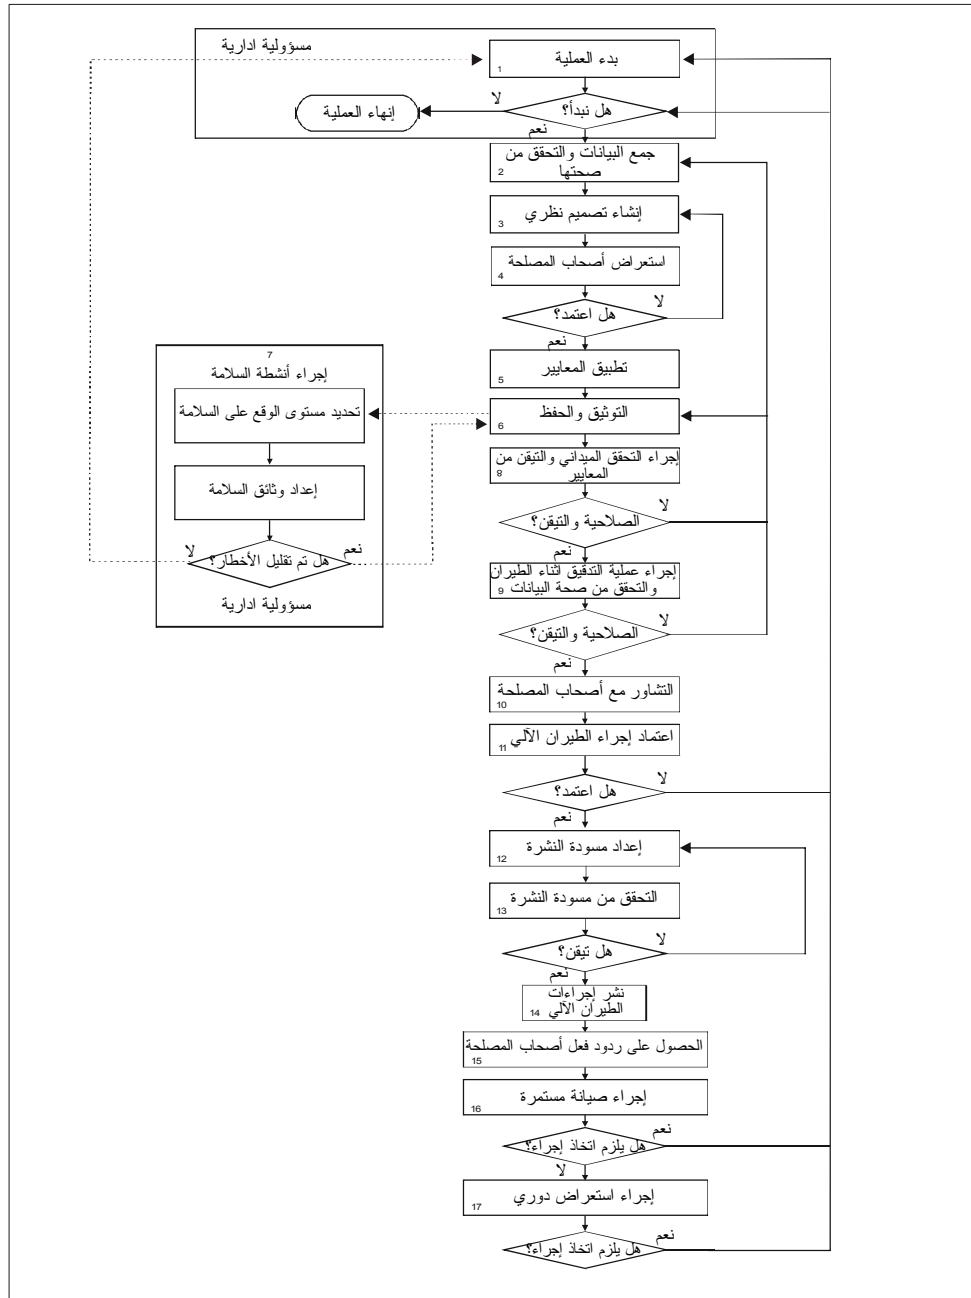 مسؤولية ادارية
بدء العملية
1
هل نبدأ؟
لا
إنهاء العملية
نعم
جمع البيانات والتحقق من
صحتها
2
إنشاء تصميم نظري
3
استعراض أصحاب المصلحة
4
هل اعتمد؟
لا
نعم
تطبيق المعايير
5
التوثيق والحفظ
6
7
إجراء أنشطة السلامة
تحديد مستوى الوقع على السلامة
إعداد وثائق السلامة
هل تم تقليل الأخطار؟
لا
نعم
مسؤولية ادارية
إجراء التحقق الميداني والتيقن من
المعايير
8
الصلاحية والتيقن؟
لا
نعم
إجراء عملية التدقيق اثناء الطيران
والتحقق من صحة البيانات
9
الصلاحية والتيقن؟
لا
نعم
التشاور مع أصحاب المصلحة
10
اعتماد إجراء الطيران الآلي
11
هل اعتمد؟
لا
نعم
إعداد مسودة النشرة
12
التحقق من مسودة النشرة
13
هل تيقن؟
لا
نعم
نشر إجراءات
الطيران الآلي
14
الحصول على ردود فعل أصحاب المصلحة
15
إجراء صيانة مستمرة
16
هل يلزم اتخاذ إجراء؟
نعم
لا
إجراء استعراض دوري
17
هل يلزم اتخاذ إجراء؟
نعم